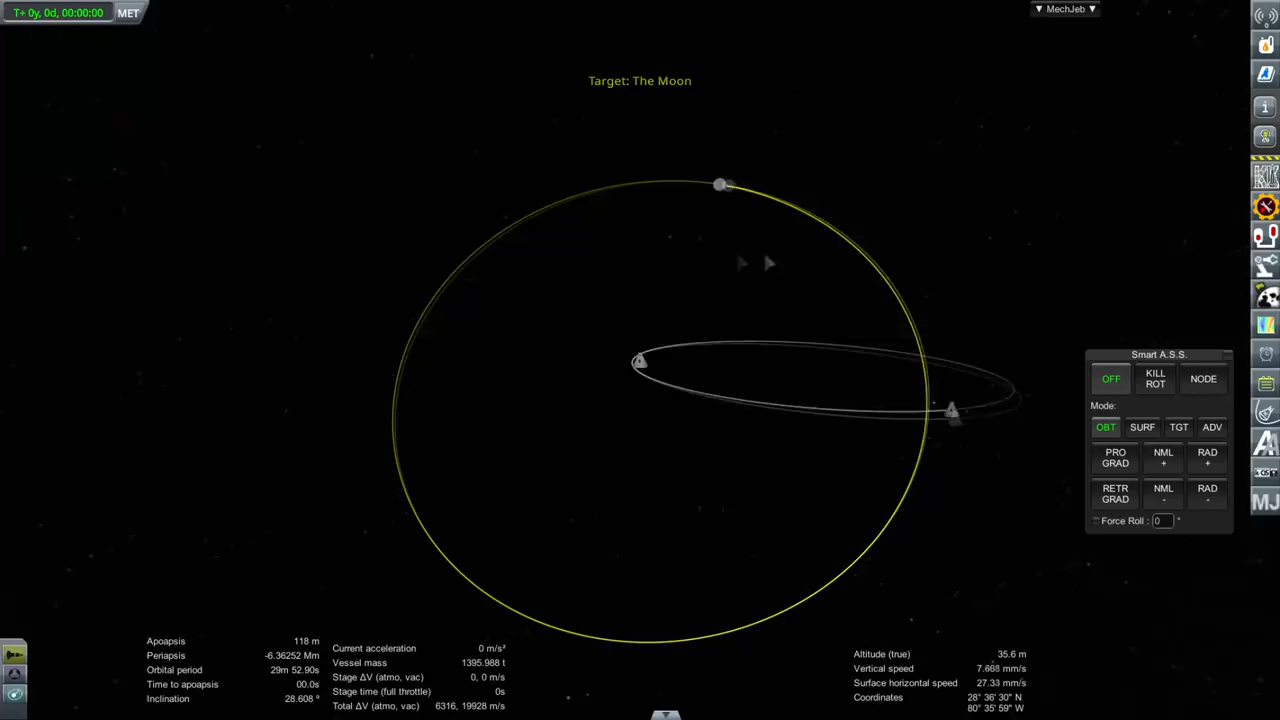 T+ 0y, 0d, 00:00:00 MET
▼ MechJeb ▼
Target: The Moon
Smart A.S.S.
OFF KILL ROT NODE
Mode:
OBT SURF TGT ADV
PRO GRAD NML + RAD +
RETR GRAD NML - RAD -
Force Roll : 0 °
Apoapsis 118 m
Periapsis -6.36252 Mm
Orbital period 29m 52.90s
Time to apoapsis 00.0s
Inclination 28.608 º
Current acceleration 0 m/s²
Vessel mass 1395.988 t
Stage ΔV (atmo, vac) 0, 0 m/s
Stage time (full throttle) 0s
Total ΔV (atmo, vac) 6316, 19928 m/s
Altitude (true) 35.6 m
Vertical speed 7.668 mm/s
Surface horizontal speed 27.33 mm/s
Coordinates 28° 36' 30" N
80° 35' 59" W
MJ